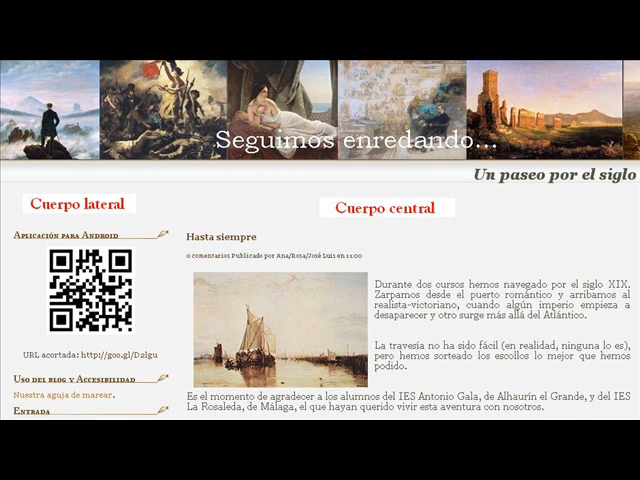 Seguimos enredando...
Un paseo por el siglo
Cuerpo lateral
Cuerpo central
Aplicación para Android
URL acortada: http://goo.gl/D2lgu
Uso del blog y Accesibilidad
Nuestra aguja de marear.
Entrada
Hasta siempre
0 comentarios Publicado por Ana/Rosa/José Luis en 11:00
Durante dos cursos hemos navegado por el siglo XIX.
Zarpamos desde el puerto romántico y arribamos al
realista-victoriano, cuando algún imperio empieza a
desaparecer y otro surge más allá del Atlántico.
La travesía no ha sido fácil (en realidad, ninguna lo es),
pero hemos sorteado los escollos lo mejor que hemos
podido.
Es el momento de agradecer a los alumnos del IES Antonio Gala, de Alhaurín el Grande, y del IES
La Rosaleda, de Málaga, el que hayan querido vivir esta aventura con nosotros.